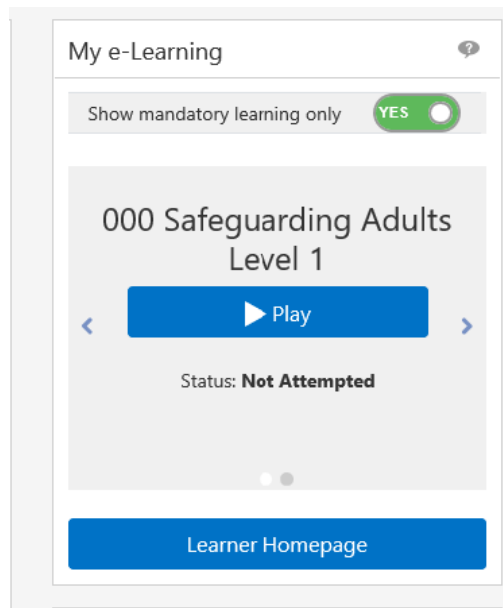 My e-Learning
Show mandatory learning only
YES
000 Safeguarding Adults
Level 1
Play
Status: Not Attempted
Learner Homepage